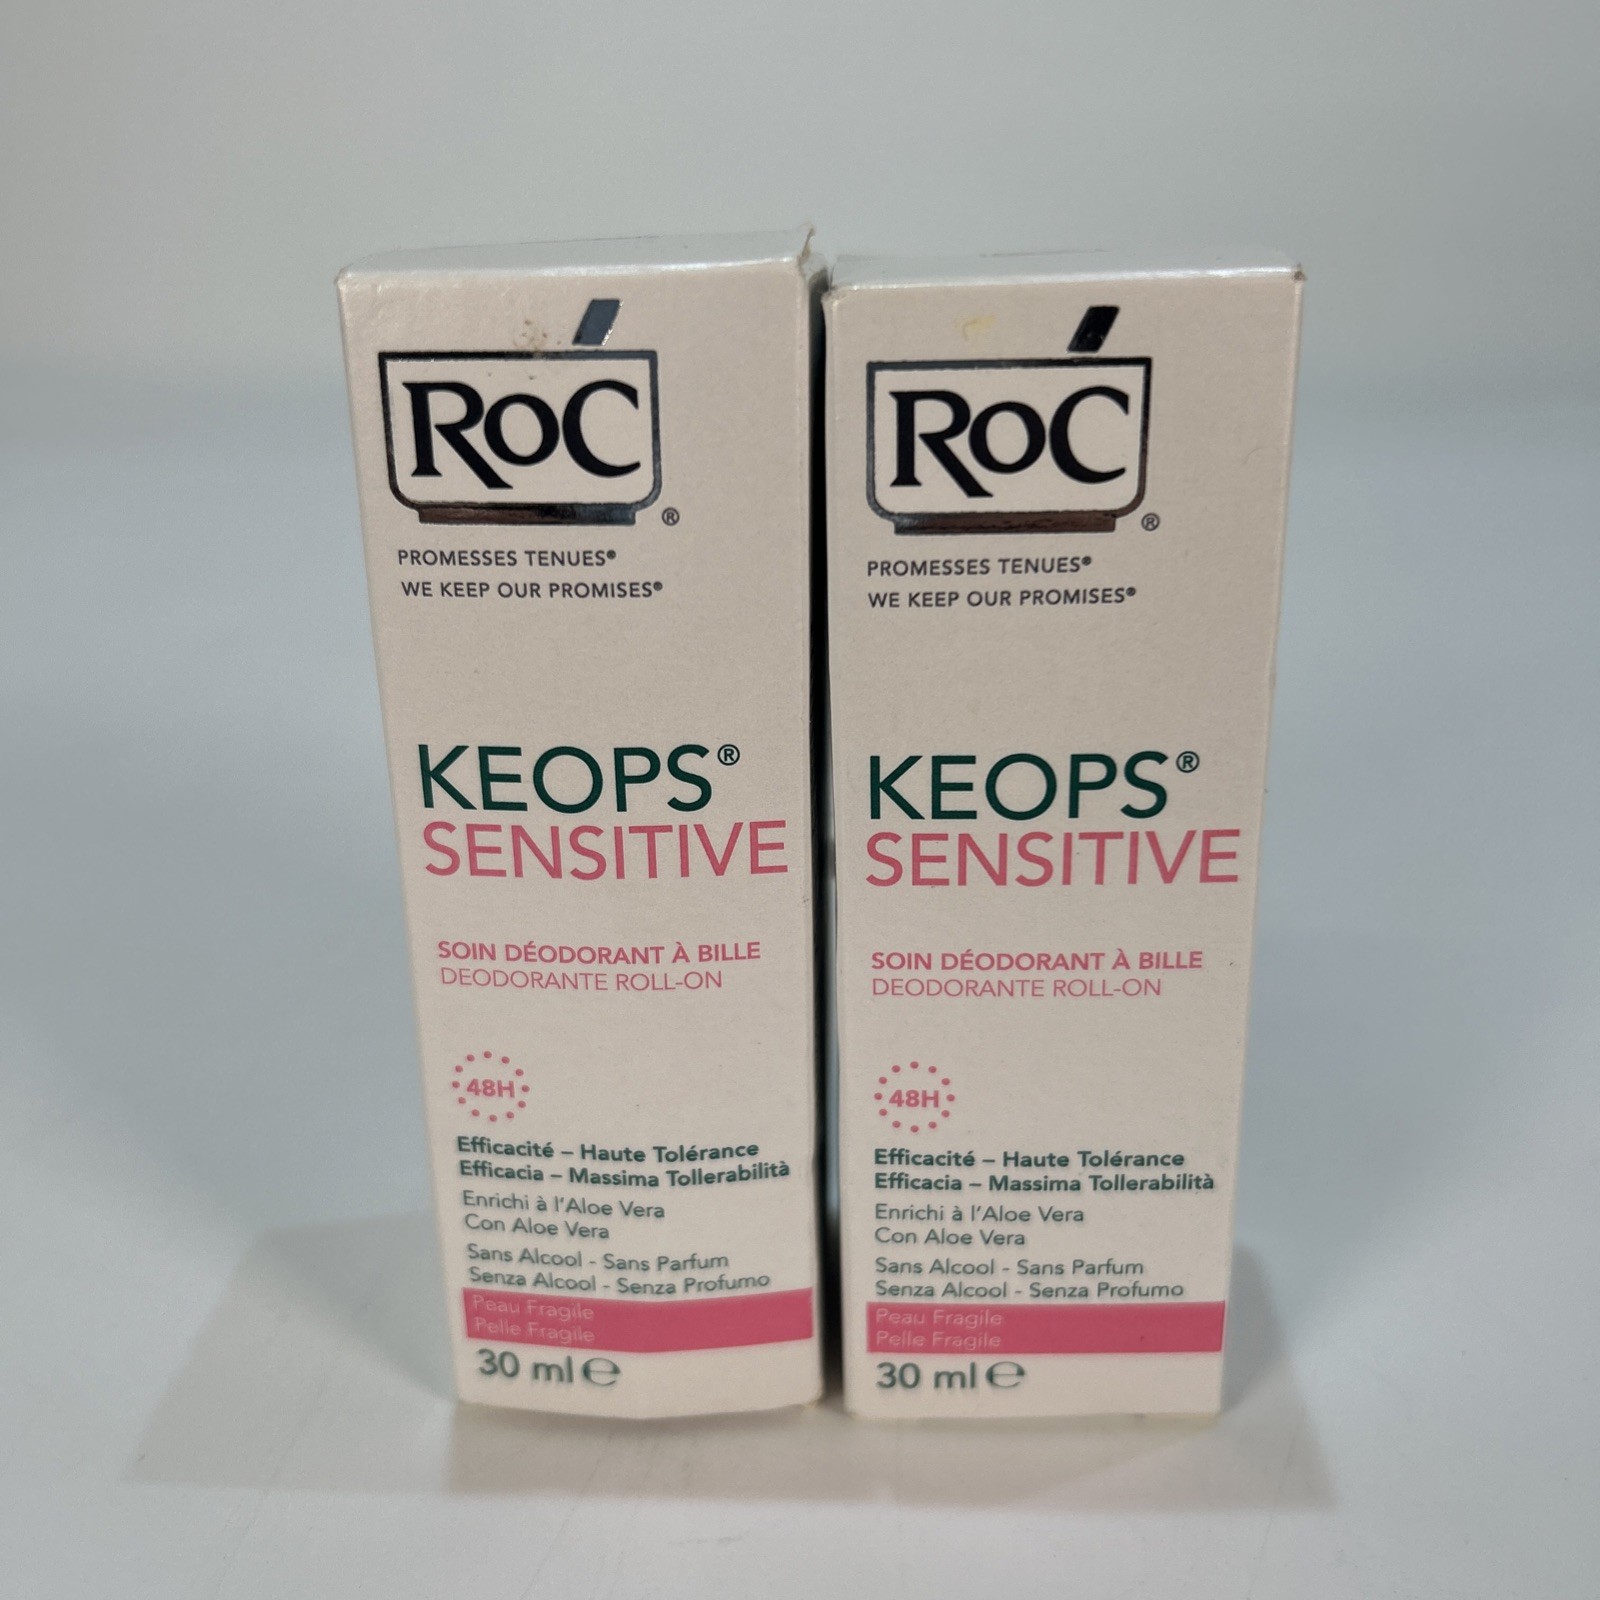 RoC®
PROMESSES TENUES®
WE KEEP OUR PROMISES®
KEOPS®
SENSITIVE
SOIN DÉODORANT À BILLE
DEODORANTE ROLL-ON
48H
Efficacité – Haute Tolérance
Efficacia – Massima Tollerabilità
Enrichi à l'Aloe Vera
Con Aloe Vera
Sans Alcool - Sans Parfum
Senza Alcool - Senza Profumo
Peau Fragile
Pelle Fragile
30 ml ℮
RoC®
PROMESSES TENUES®
WE KEEP OUR PROMISES®
KEOPS®
SENSITIVE
SOIN DÉODORANT À BILLE
DEODORANTE ROLL-ON
48H
Efficacité – Haute Tolérance
Efficacia – Massima Tollerabilità
Enrichi à l'Aloe Vera
Con Aloe Vera
Sans Alcool - Sans Parfum
Senza Alcool - Senza Profumo
Peau Fragile
Pelle Fragile
30 ml ℮